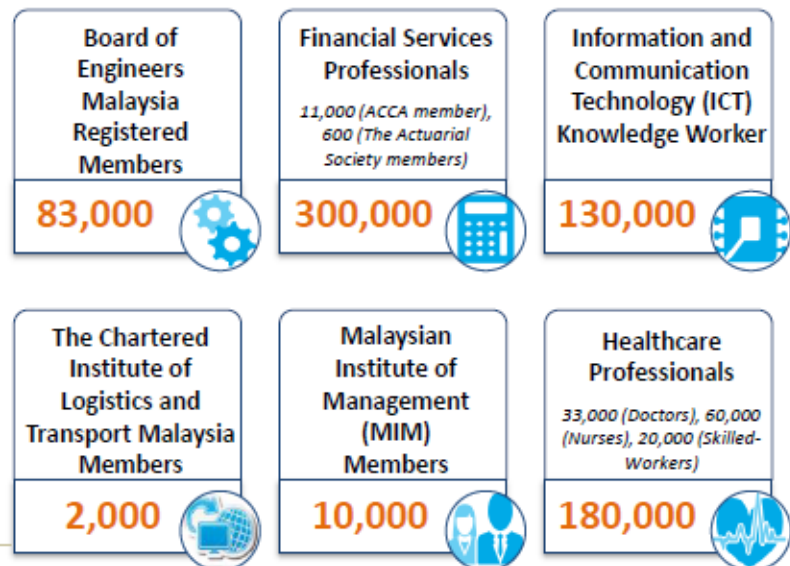 Board of
Engineers
Malaysia
Registered
Members
83,000
Financial Services
Professionals
11,000 (ACCA member),
600 (The Actuarial
Society members)
300,000
Information and
Communication
Technology (ICT)
Knowledge Worker
130,000
The Chartered
Institute of
Logistics and
Transport Malaysia
Members
2,000
Malaysian
Institute of
Management
(MIM)
Members
10,000
Healthcare
Professionals
33,000 (Doctors), 60,000
(Nurses), 20,000 (Skilled-
Workers)
180,000